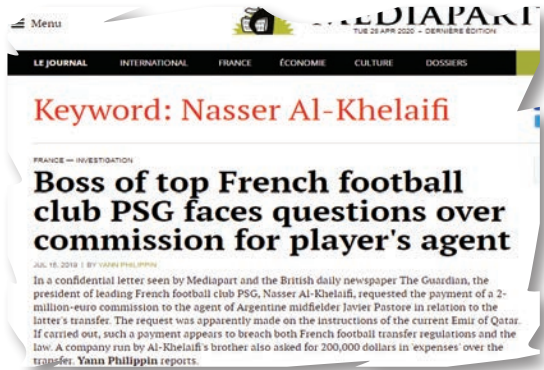 Menu
MEDIAPART
TUE 28 APR 2020 – DERNIÈRE ÉDITION
LE JOURNAL INTERNATIONAL FRANCE ÉCONOMIE CULTURE DOSSIERS
Keyword: Nasser Al-Khelaifi
FRANCE — INVESTIGATION
Boss of top French football
club PSG faces questions over
commission for player's agent
JUL 16, 2019 | BY YANN PHILIPPIN
In a confidential letter seen by Mediapart and the British daily newspaper The Guardian, the
president of leading French football club PSG, Nasser Al-Khelaifi, requested the payment of a 2-
million-euro commission to the agent of Argentine midfielder Javier Pastore in relation to the
latter's transfer. The request was apparently made on the instructions of the current Emir of Qatar.
If carried out, such a payment appears to breach both French football transfer regulations and the
law. A company run by Al-Khelaifi's brother also asked for 200,000 dollars in 'expenses' over the
transfer. Yann Philippin reports.